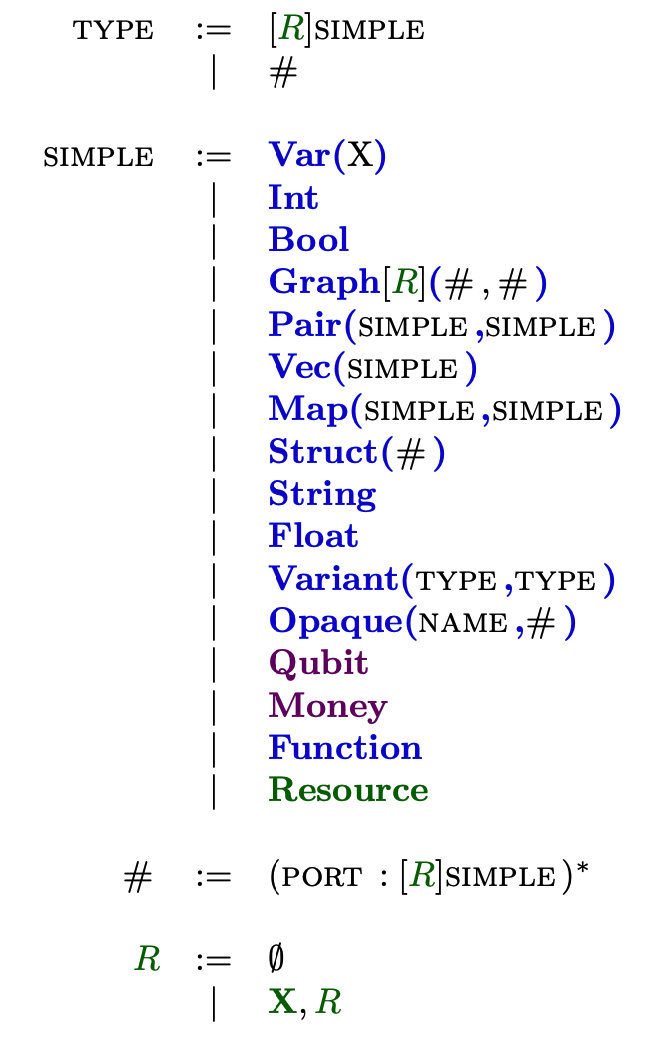 TYPE := [R]SIMPLE
| #
SIMPLE := Var(X)
| Int
| Bool
| Graph[R](# , # )
| Pair(SIMPLE ,SIMPLE )
| Vec(SIMPLE )
| Map(SIMPLE ,SIMPLE )
| Struct(# )
| String
| Float
| Variant(TYPE ,TYPE )
| Opaque(NAME ,# )
| Qubit
| Money
| Function
| Resource
# := (PORT : [R]SIMPLE )*
R := ∅
| X, R